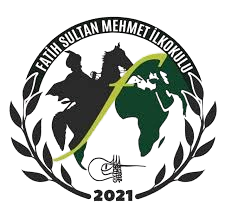 FATİH SULTAN MEHMET İLKOKULU
2021